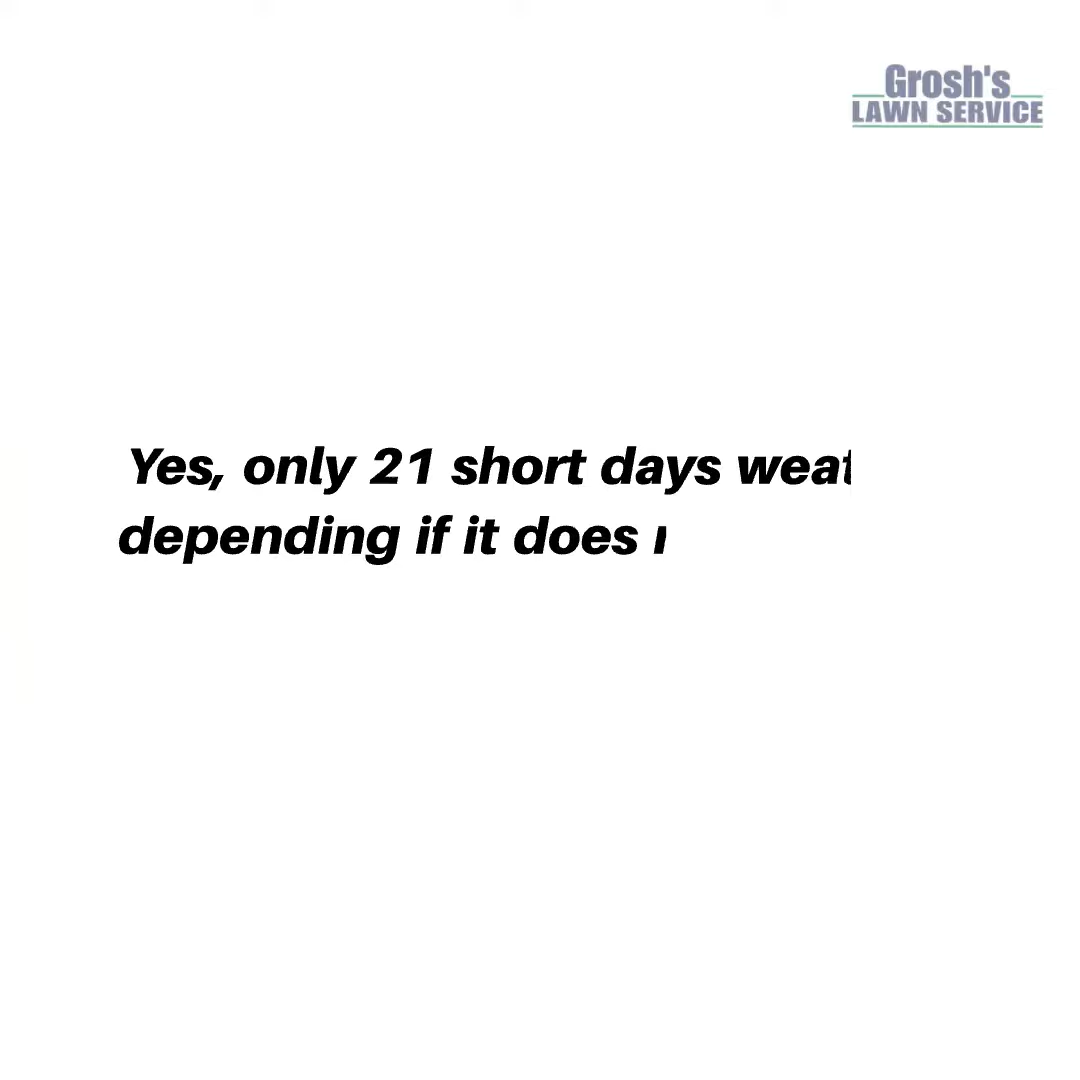 Grosh's
LAWN SERVICE
Yes, only 21 short days
depending if it does